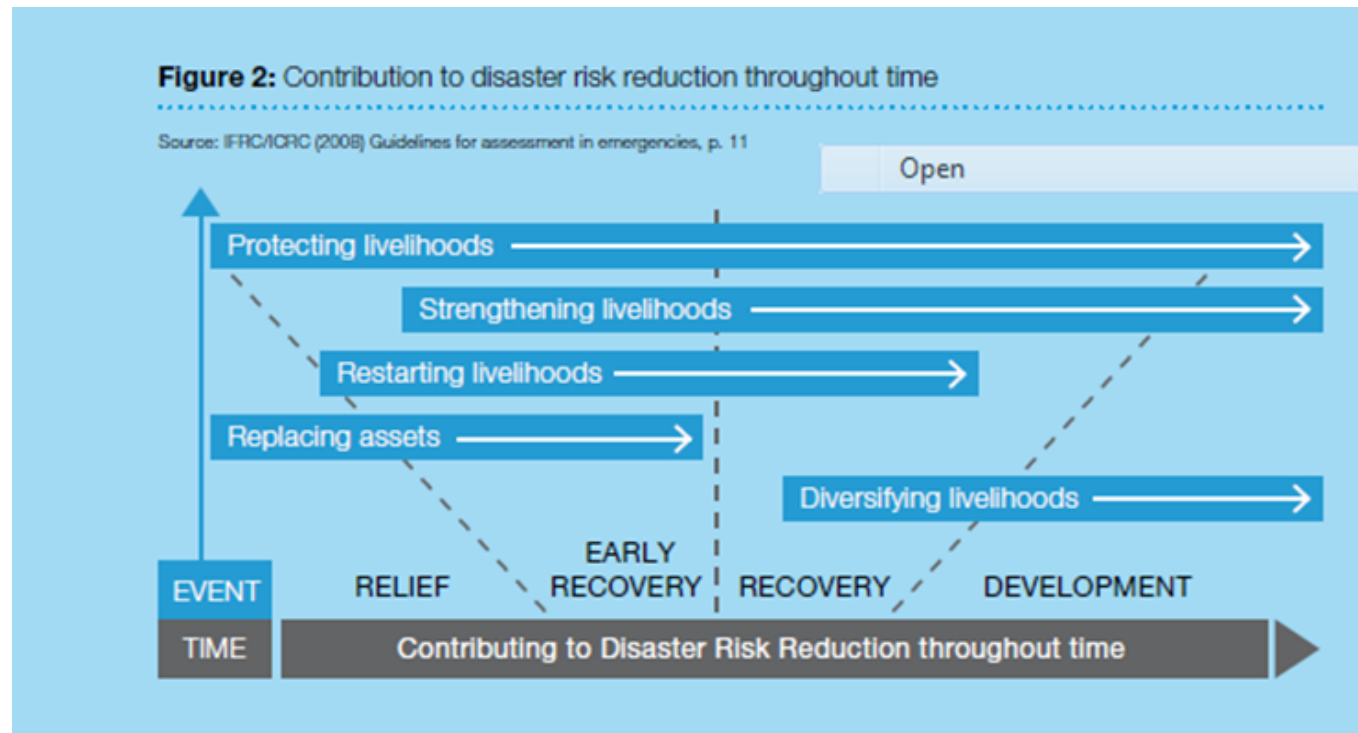 Figure 2: Contribution to disaster risk reduction throughout time
Source: IFRC/ICRC (2008) Guidelines for assessment in emergencies, p. 11
Open
Protecting livelihoods
Strengthening livelihoods
Restarting livelihoods
Replacing assets
Diversifying livelihoods
EVENT
RELIEF
EARLY
RECOVERY
RECOVERY
DEVELOPMENT
TIME
Contributing to Disaster Risk Reduction throughout time